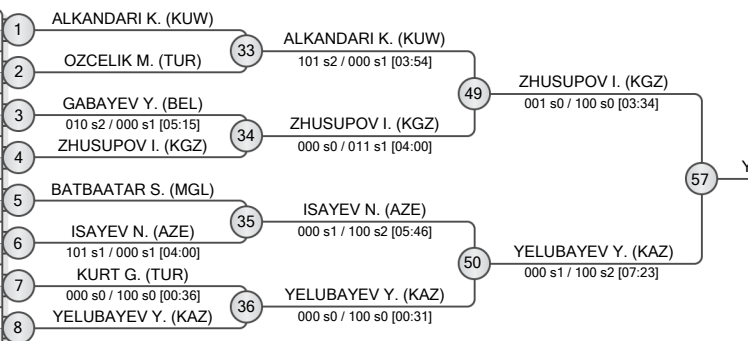 1
ALKANDARI K. (KUW)
33
ALKANDARI K. (KUW)
101 s2 / 000 s1 [03:54]
2
OZCELIK M. (TUR)
49
ZHUSUPOV I. (KGZ)
001 s0 / 100 s0 [03:34]
3
GABAYEV Y. (BEL)
010 s2 / 000 s1 [05:15]
34
ZHUSUPOV I. (KGZ)
000 s0 / 011 s1 [04:00]
4
ZHUSUPOV I. (KGZ)
57
Y
5
BATBAATAR S. (MGL)
35
ISAYEV N. (AZE)
000 s1 / 100 s2 [05:46]
6
ISAYEV N. (AZE)
101 s1 / 000 s1 [04:00]
50
YELUBAYEV Y. (KAZ)
000 s1 / 100 s2 [07:23]
7
KURT G. (TUR)
000 s0 / 100 s0 [00:36]
36
YELUBAYEV Y. (KAZ)
000 s0 / 100 s0 [00:31]
8
YELUBAYEV Y. (KAZ)